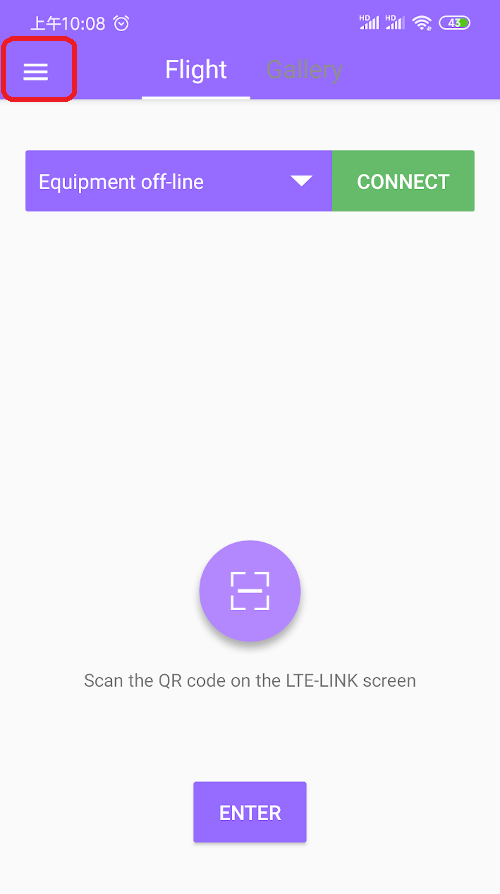 上午10:08 HD HD 43
Flight Gallery
Equipment off-line CONNECT
Scan the QR code on the LTE-LINK screen
ENTER